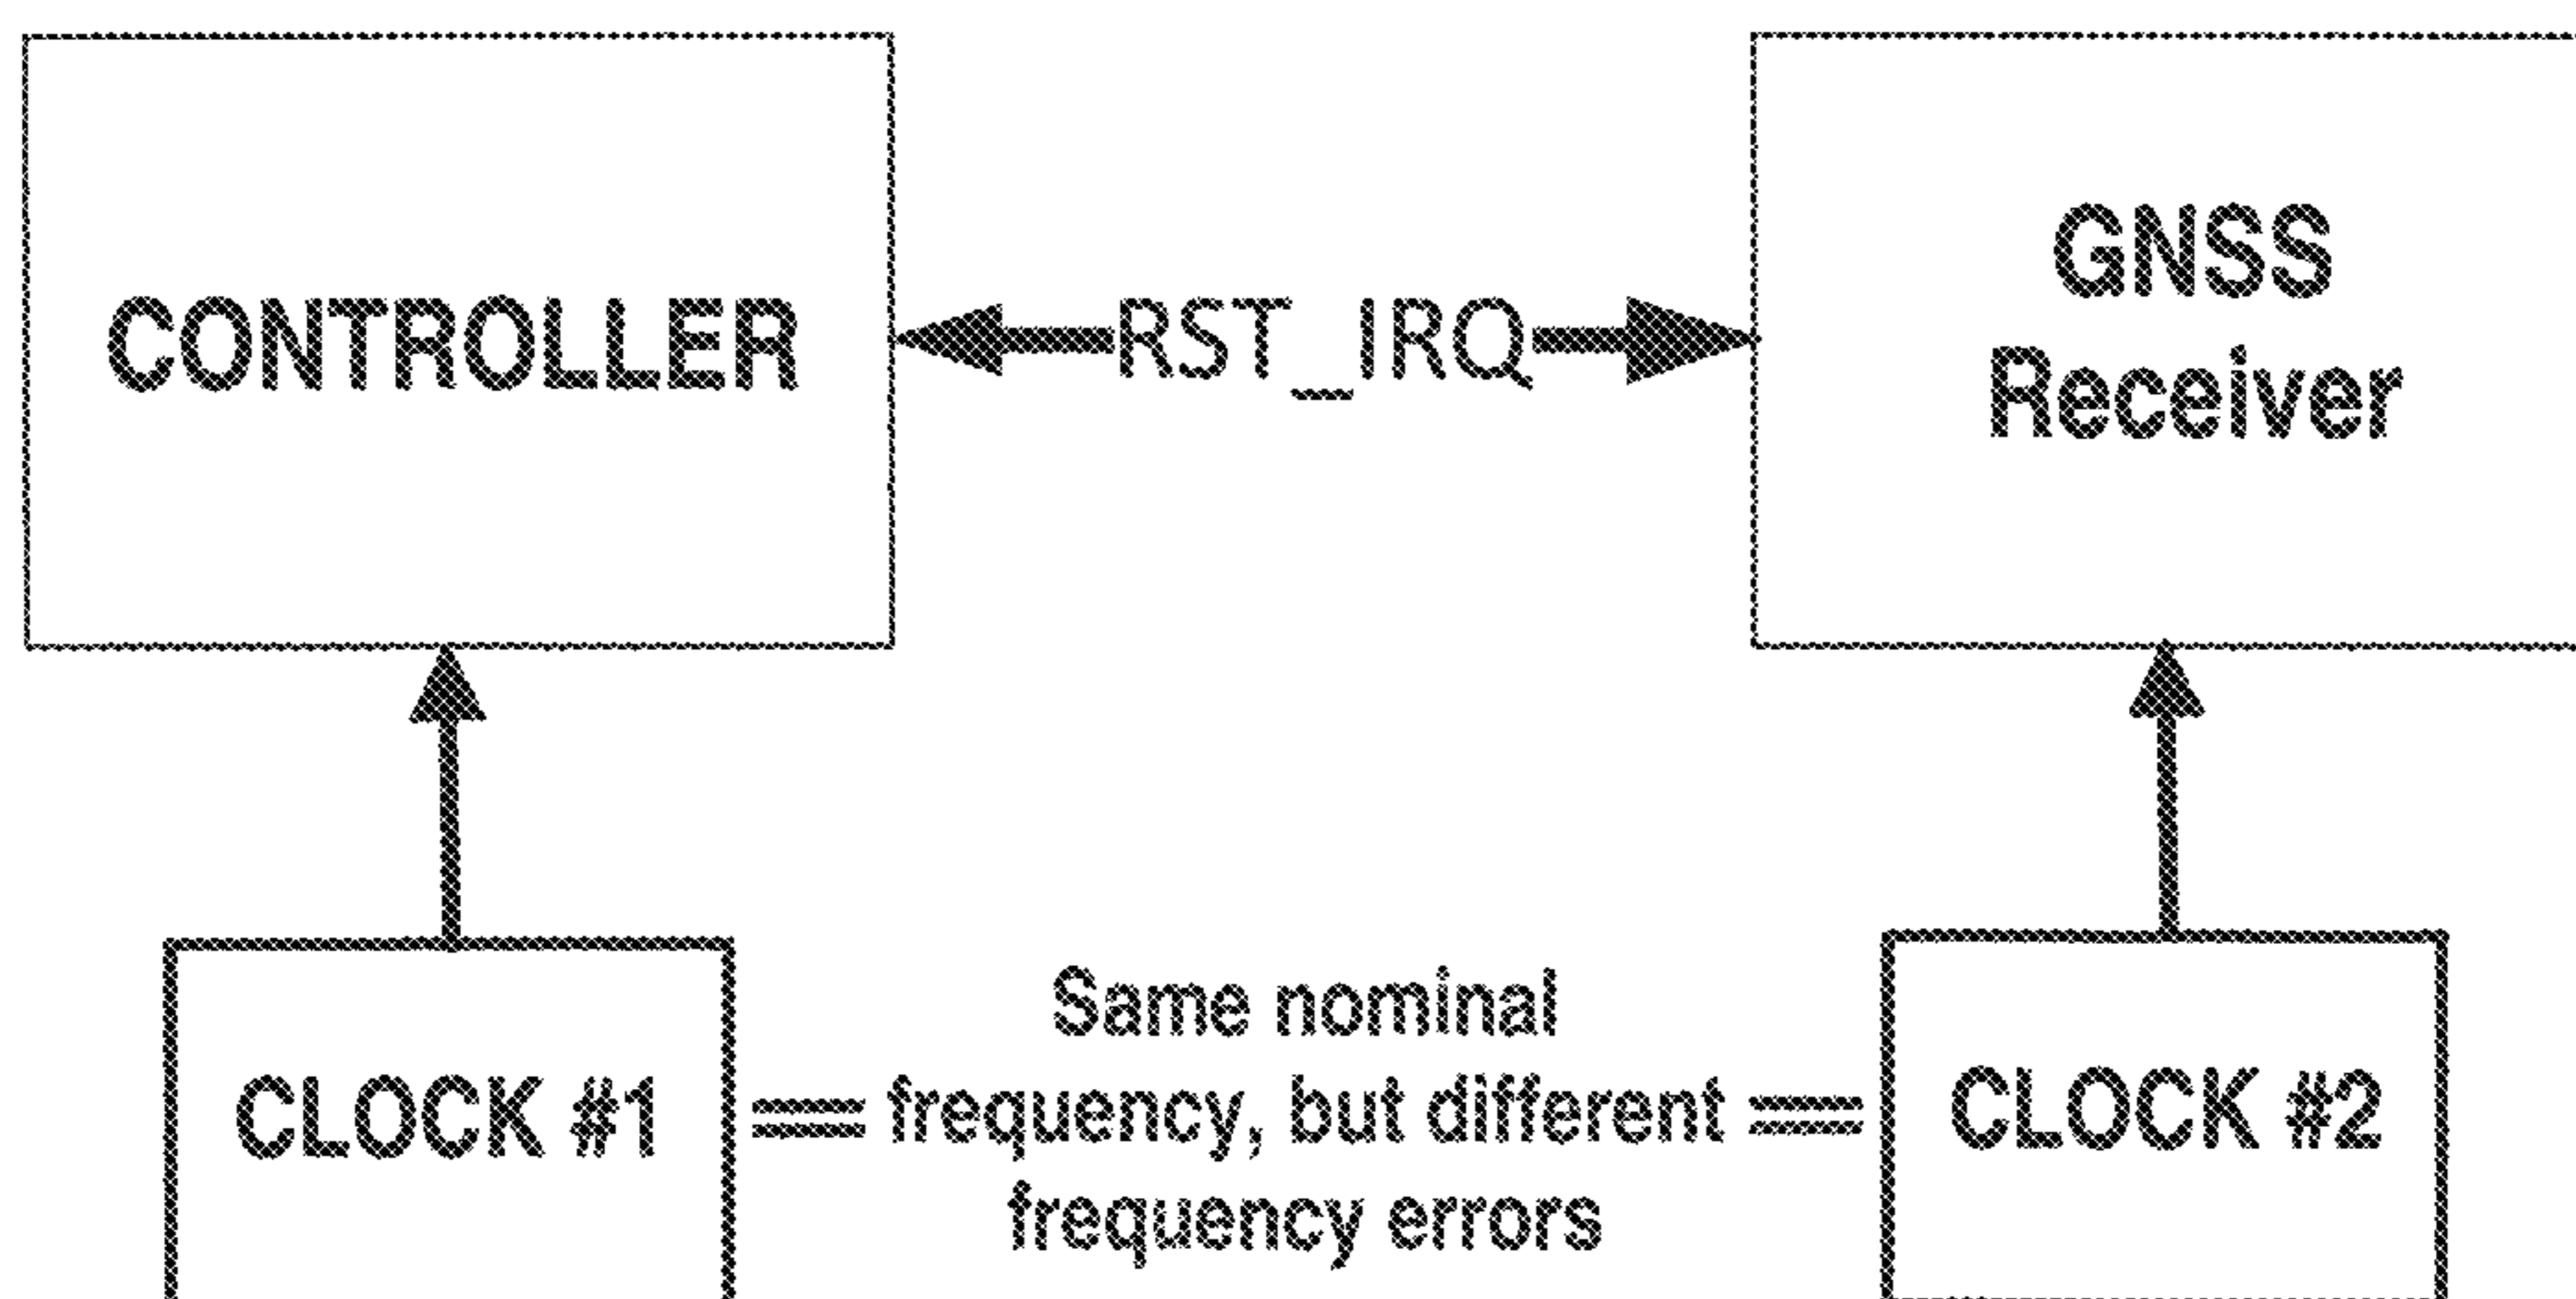 CONTROLLER
RST_IRQ
GNSS
Receiver
CLOCK #1
Same nominal
frequency, but different
frequency errors
CLOCK #2